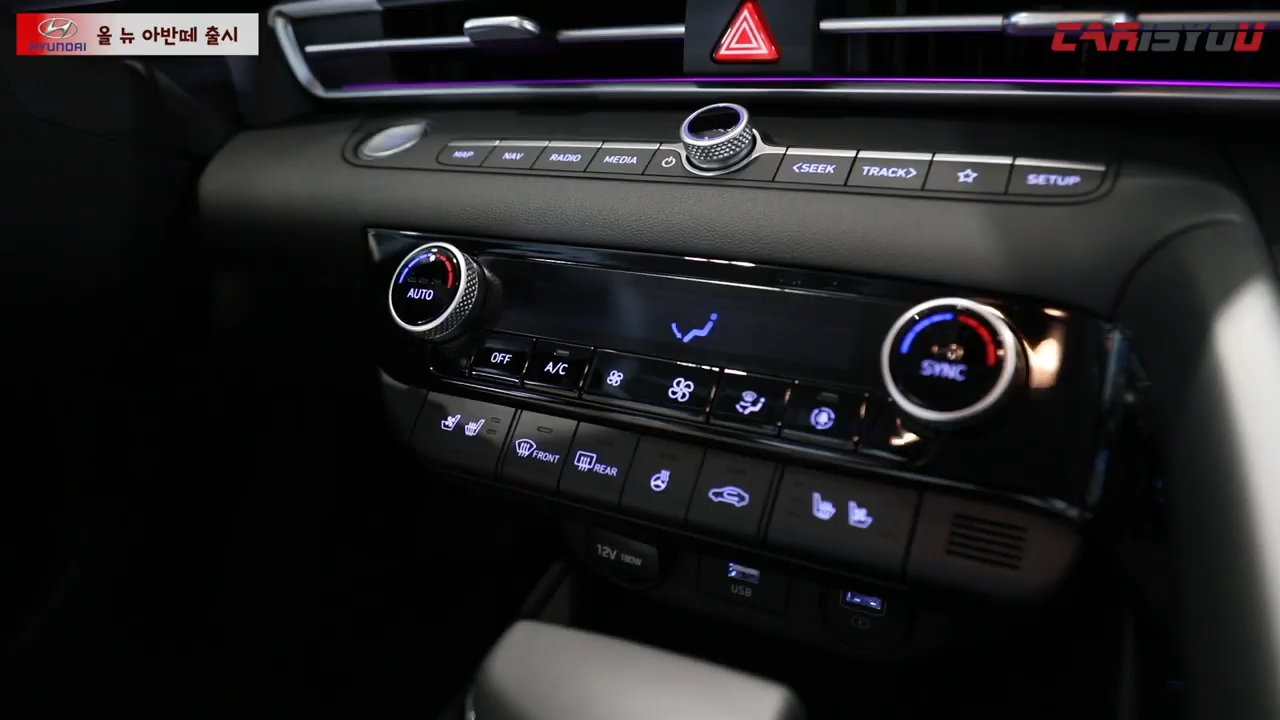 HYUNDAI
올 뉴 아반떼 출시
CARISYOU
MAP NAV RADIO MEDIA <SEEK TRACK> SETUP
AUTO
SYNC
OFF A/C
FRONT REAR
12V 180W
USB